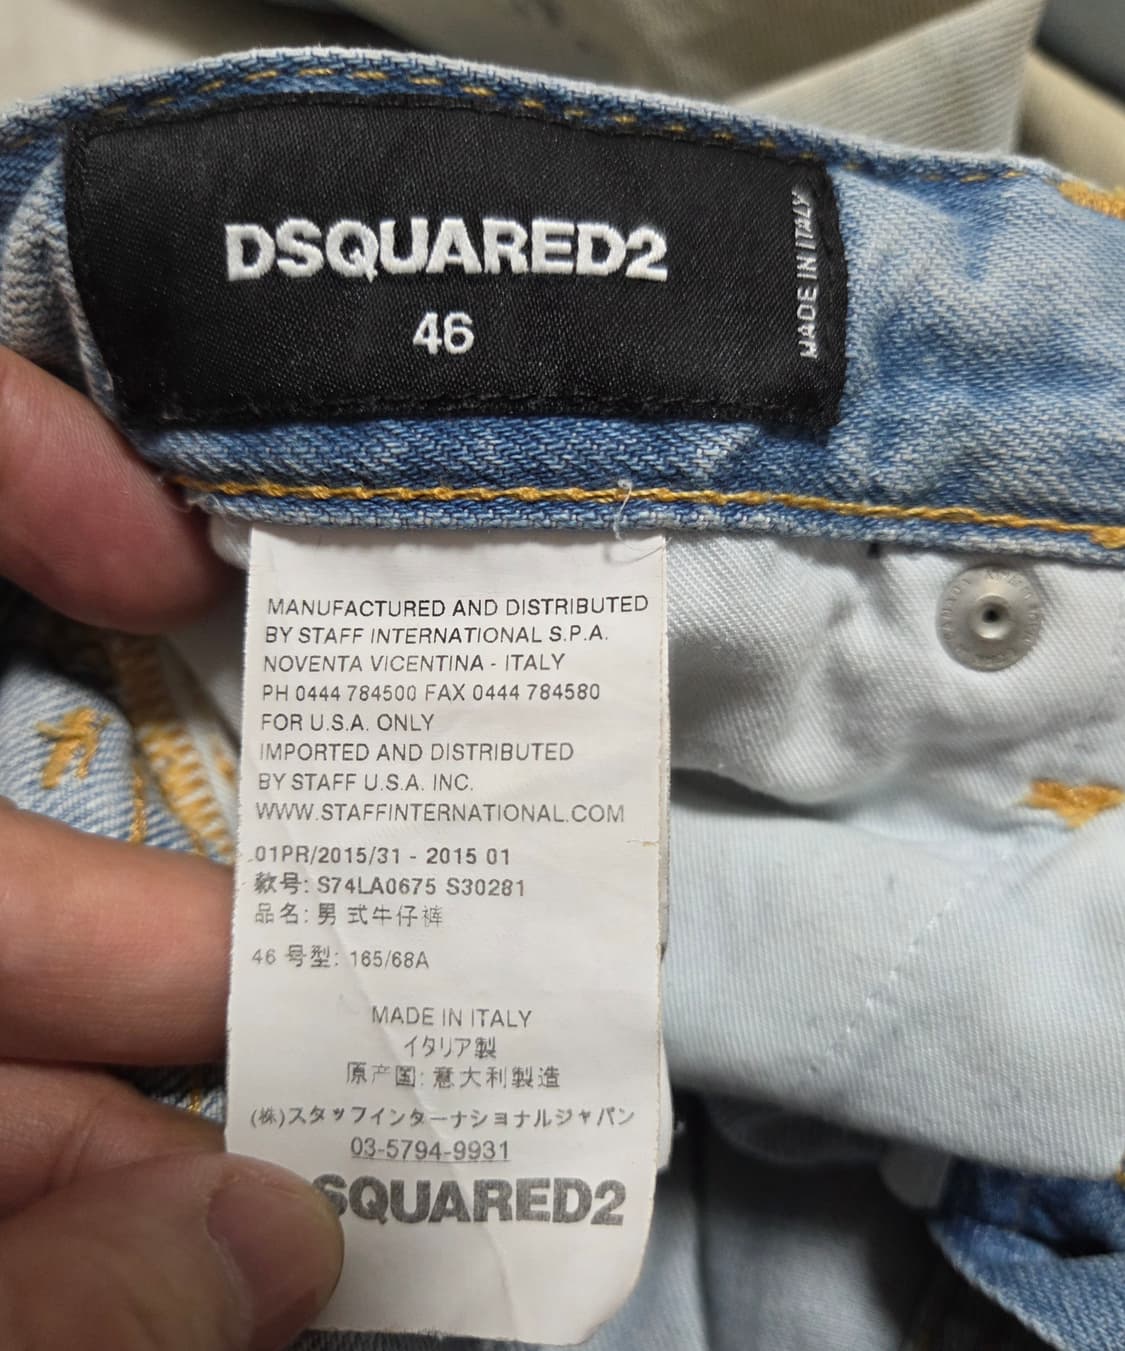 DSQUARED2
46
MADE IN ITALY
MANUFACTURED AND DISTRIBUTED
BY STAFF INTERNATIONAL S.P.A.
NOVENTA VICENTINA - ITALY
PH 0444 784500 FAX 0444 784580
FOR U.S.A. ONLY
IMPORTED AND DISTRIBUTED
BY STAFF U.S.A. INC.
WWW.STAFFINTERNATIONAL.COM
01PR/2015/31 - 2015 01
款号: S74LA0675 S30281
品名: 男式牛仔裤
46 号型: 165/68A
MADE IN ITALY
イタリア製
原产国: 意大利製造
(株)スタッフインターナショナルジャパン
03-5794-9931
SQUARED2